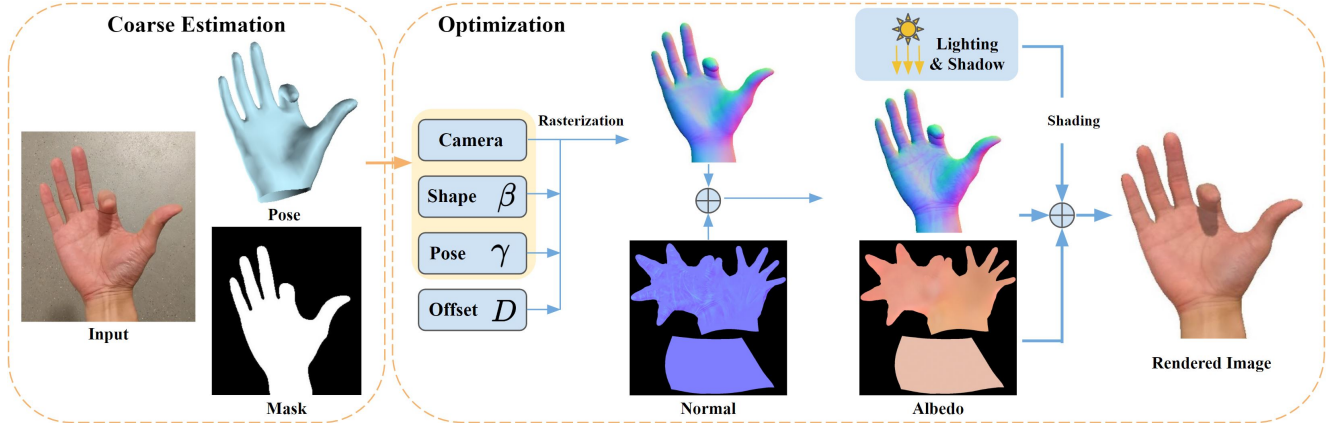 Coarse Estimation
Pose
Input
Mask
Optimization
Camera
Shape β
Pose γ
Offset D
Rasterization
Normal
Lighting
& Shadow
Albedo
Shading
Rendered Image